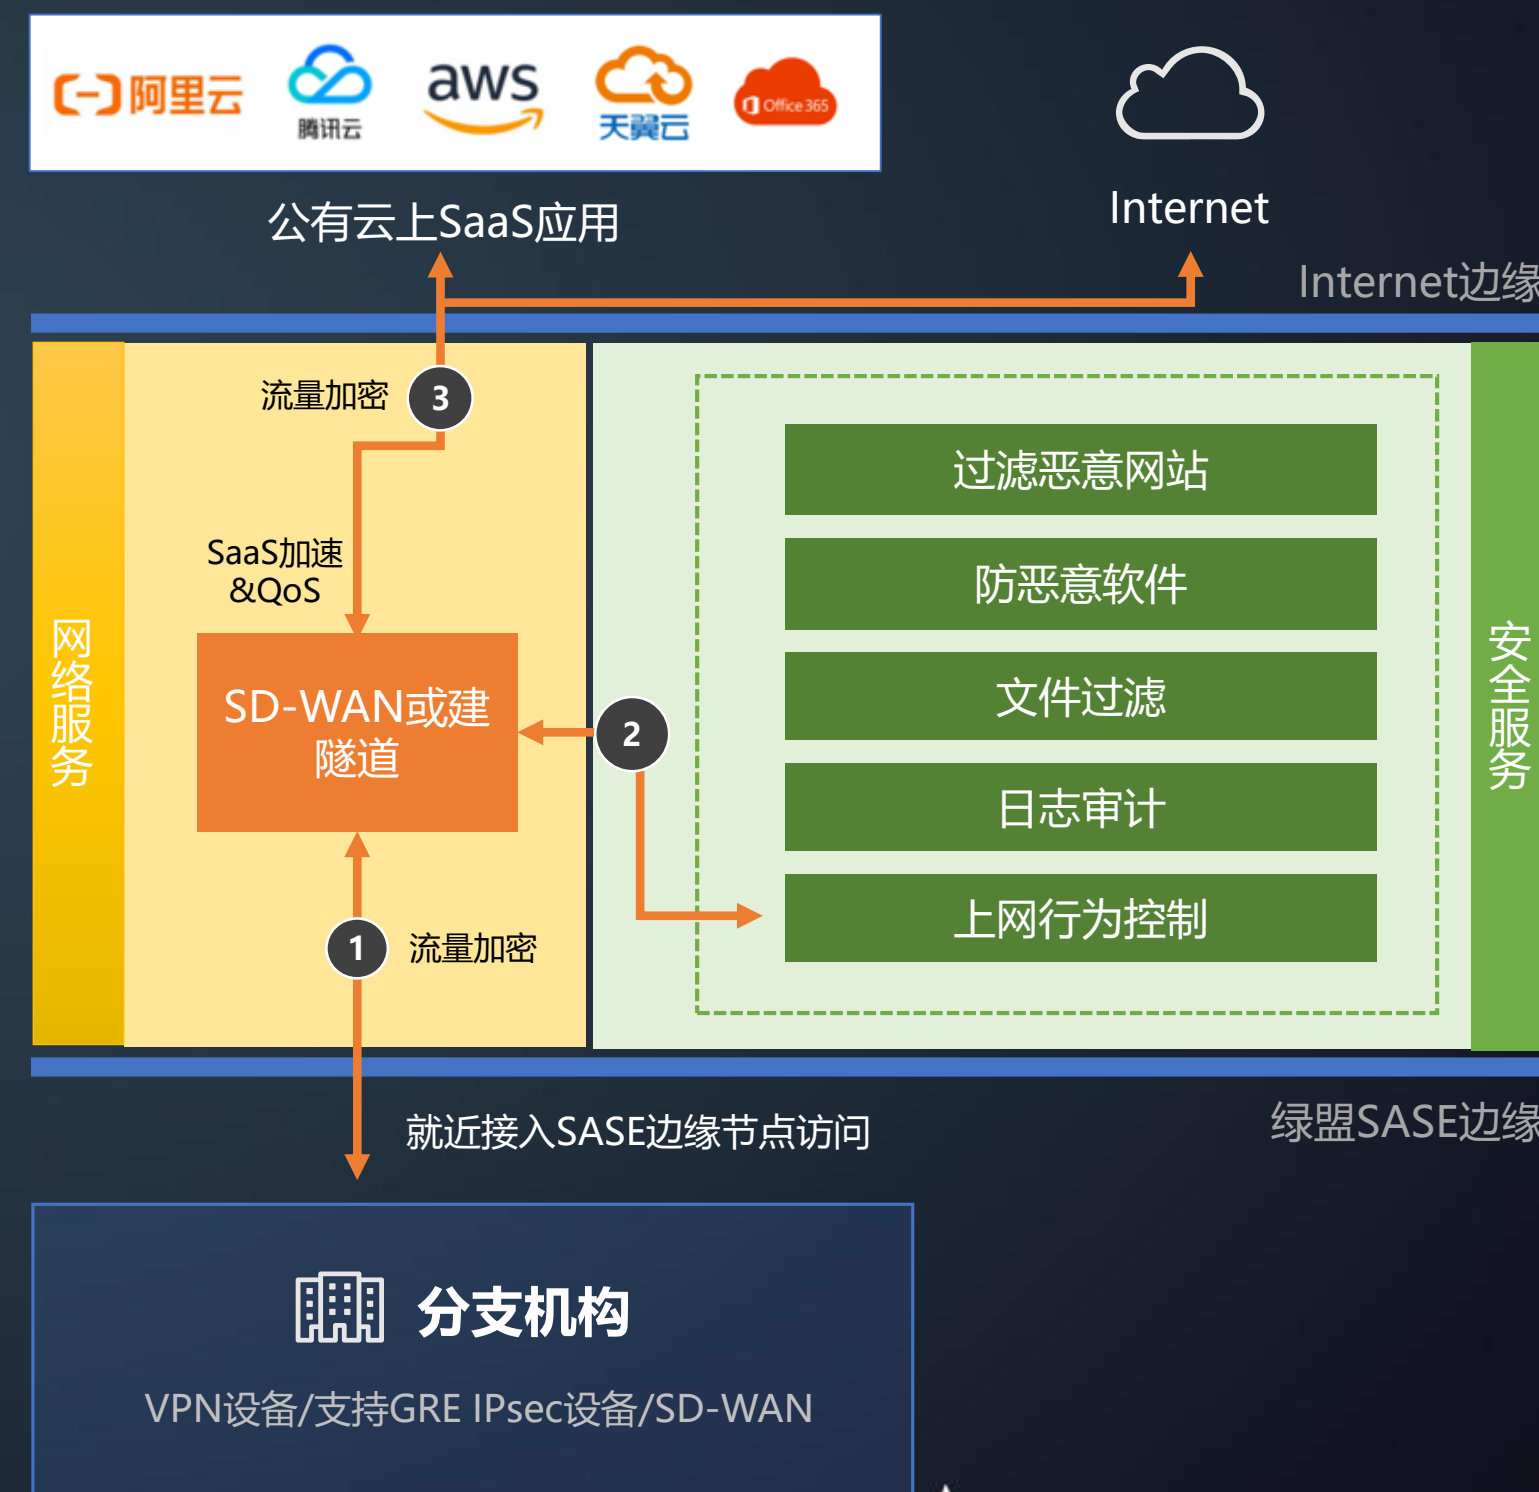 阿里云
腾讯云
aws
天翼云
Office 365
公有云上SaaS应用
Internet
Internet边缘
流量加密
3
SaaS加速
&QoS
网络服务
SD-WAN或建
隧道
2
1
流量加密
过滤恶意网站
防恶意软件
文件过滤
日志审计
上网行为控制
安全服务
就近接入SASE边缘节点访问
绿盟SASE边缘
分支机构
VPN设备/支持GRE IPsec设备/SD-WAN